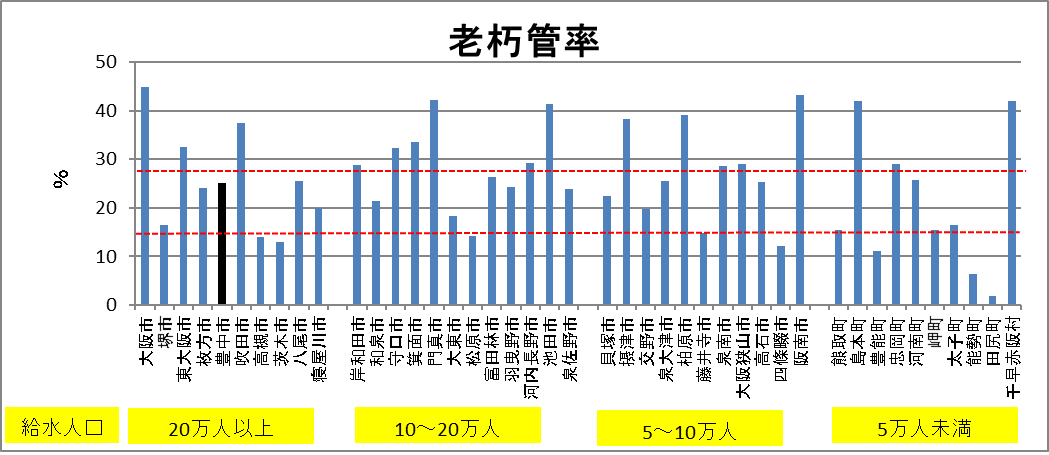 老朽管率
%
50
40
30
20
10
0
大阪市
堺市
東大阪市
枚方市
豊中市
吹田市
高槻市
茨木市
八尾市
寝屋川市
岸和田市
和泉市
守口市
箕面市
門真市
大東市
松原市
富田林市
羽曳野市
河内長野市
池田市
泉佐野市
貝塚市
摂津市
交野市
泉大津市
柏原市
藤井寺市
泉南市
大阪狭山市
高石市
四條畷市
阪南市
熊取町
島本町
豊能町
忠岡町
河南町
岬町
太子町
能勢町
田尻町
千早赤阪村
給水人口
20万人以上
10～20万人
5～10万人
5万人未満